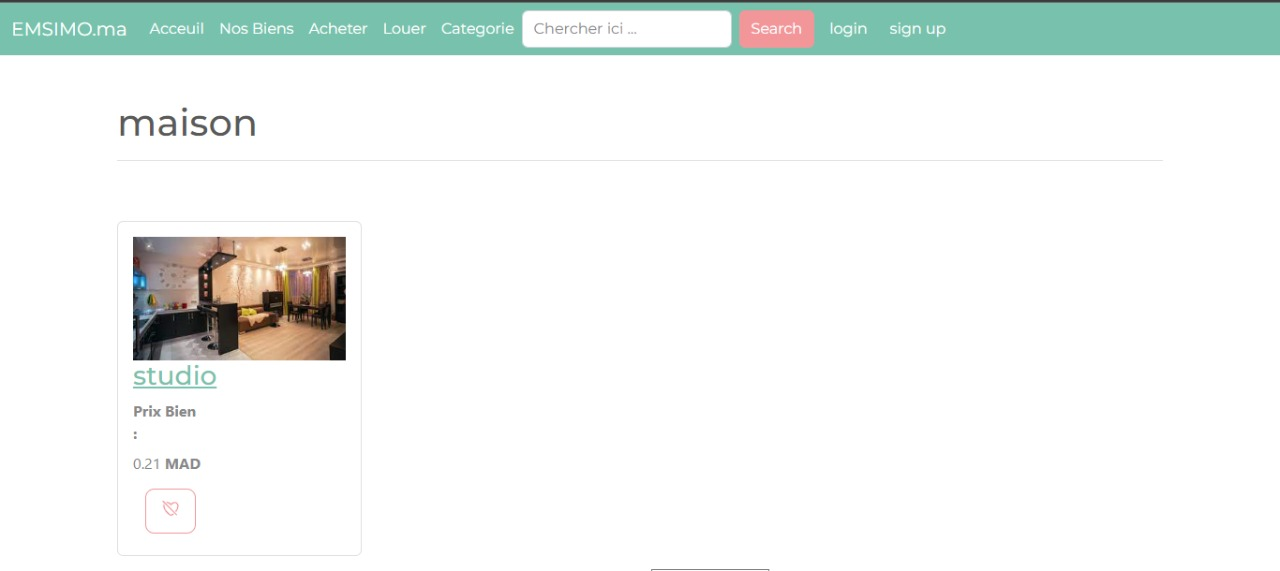 EMSIMO.ma Acceuil Nos Biens Acheter Louer Categorie Chercher ici ... Search login sign up
maison
studio
Prix Bien
:
0.21 MAD